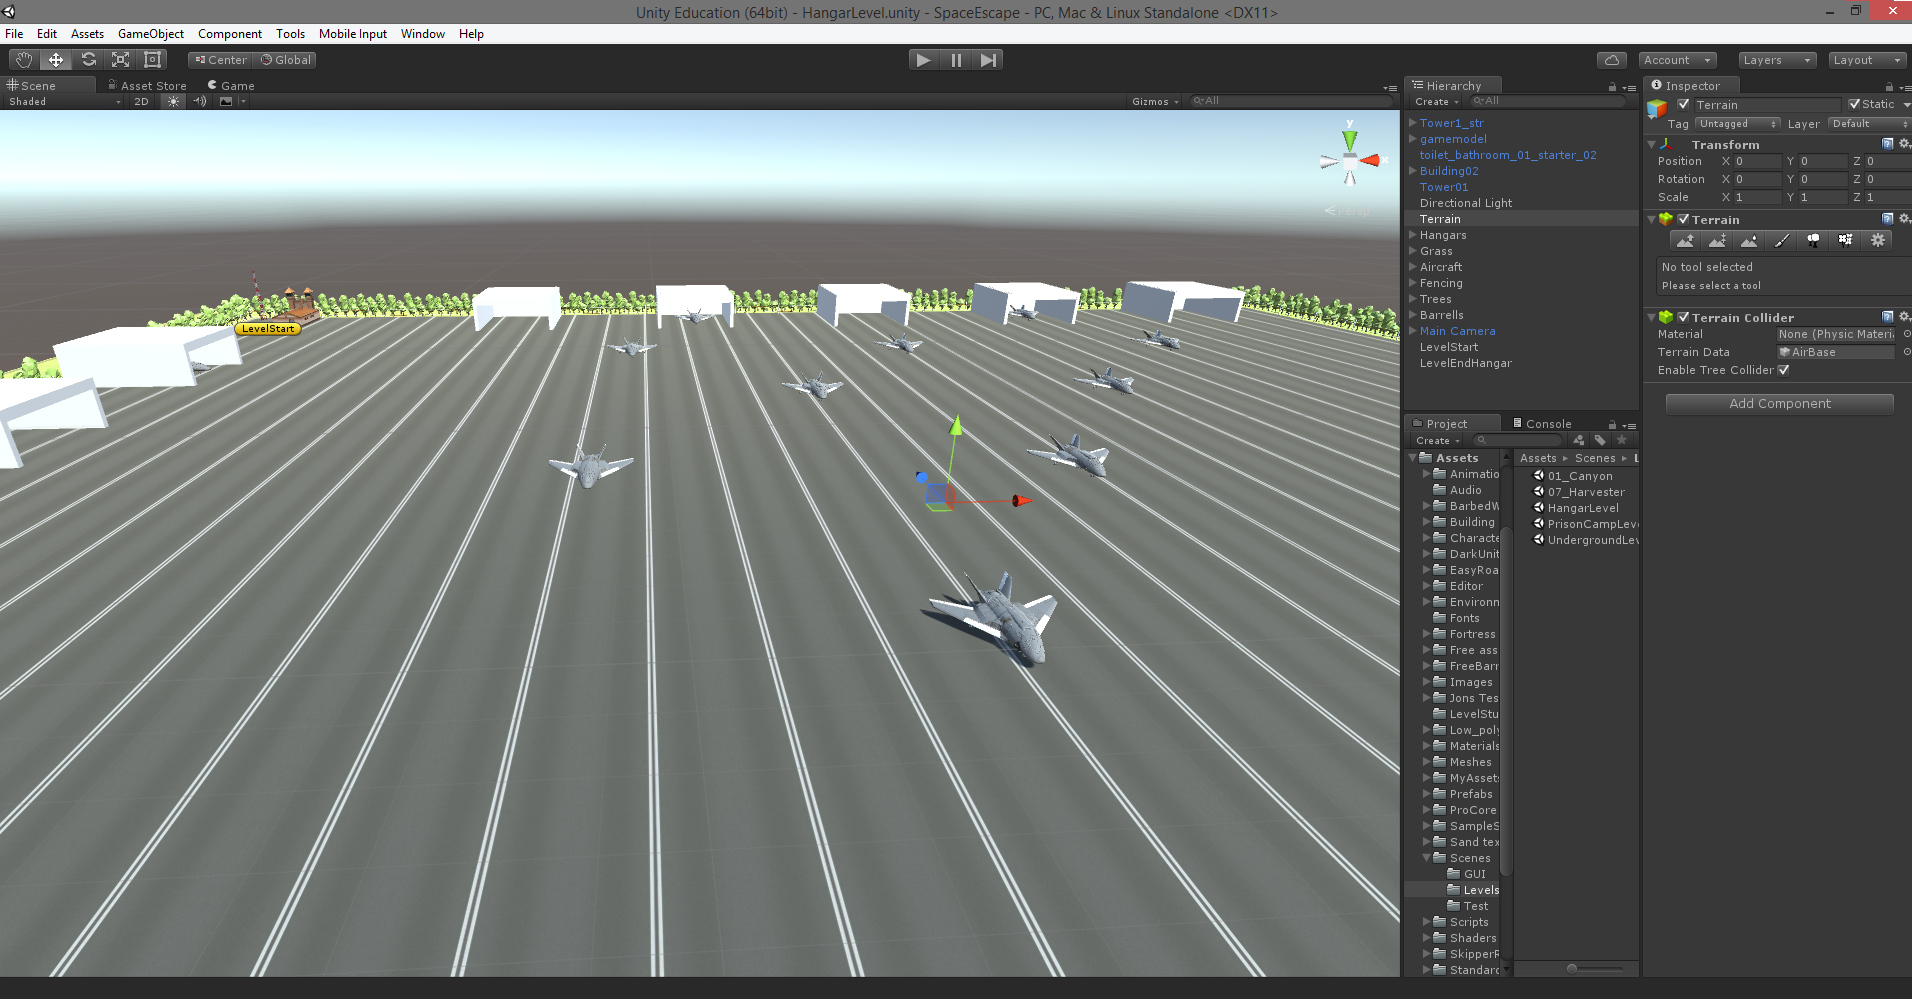 Unity Education (64bit) - HangarLevel.unity - SpaceEscape - PC, Mac & Linux Standalone <DX11>
File Edit Assets GameObject Component Tools Mobile Input Window Help
Center Global
Account Layers Layout
Scene Asset Store Game
Shaded 2D Gizmos All
y
x
Persp
LevelStart
Hierarchy
Create All
Tower1_str
gamemodel
toilet_bathroom_01_starter_02
Building02
Tower01
Directional Light
Terrain
Hangars
Grass
Aircraft
Fencing
Trees
Barrells
Main Camera
LevelStart
LevelEndHangar
Project Console
Create
Assets
Animatio
Audio
BarbedW
Building
Characte
DarkUnit
EasyRoa
Editor
Environn
Fonts
Fortress
Free ass
FreeBarr
Images
Jons Tes
LevelStu
Low_poly
Materials
Meshes
MyAssets
Prefabs
ProCore
SampleS
Sand tex
Scenes
GUI
Levels
Test
Scripts
Shaders
SkipperR
Standard
Assets Scenes L
01_Canyon
07_Harvester
HangarLevel
PrisonCampLeve
UndergroundLev
Inspector
Terrain Static
Tag Untagged Layer Default
Transform
Position X 0 Y 0 Z 0
Rotation X 0 Y 0 Z 0
Scale X 1 Y 1 Z 1
Terrain
No tool selected
Please select a tool
Terrain Collider
Material None (Physic Materi
Terrain Data AirBase
Enable Tree Collider
Add Component